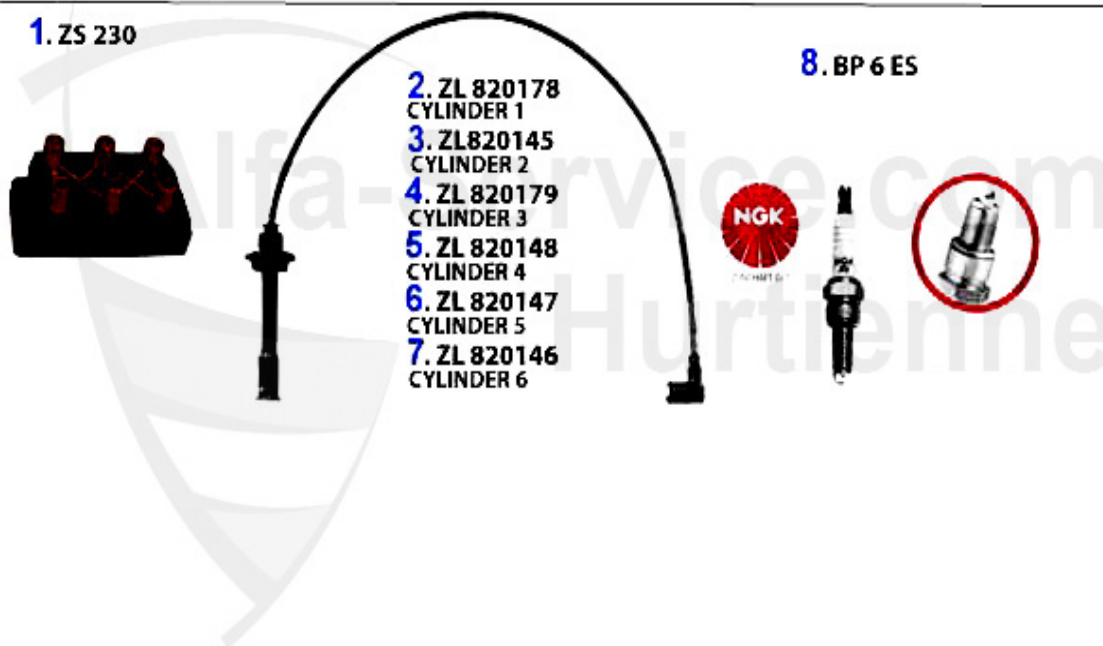 1. ZS 230
2. ZL 820178
CYLINDER 1
3. ZL820145
CYLINDER 2
4. ZL 820179
CYLINDER 3
5. ZL 820148
CYLINDER 4
6. ZL 820147
CYLINDER 5
7. ZL 820146
CYLINDER 6
8. BP 6 ES
NGK
Alfa-Service.com
Hurtienne